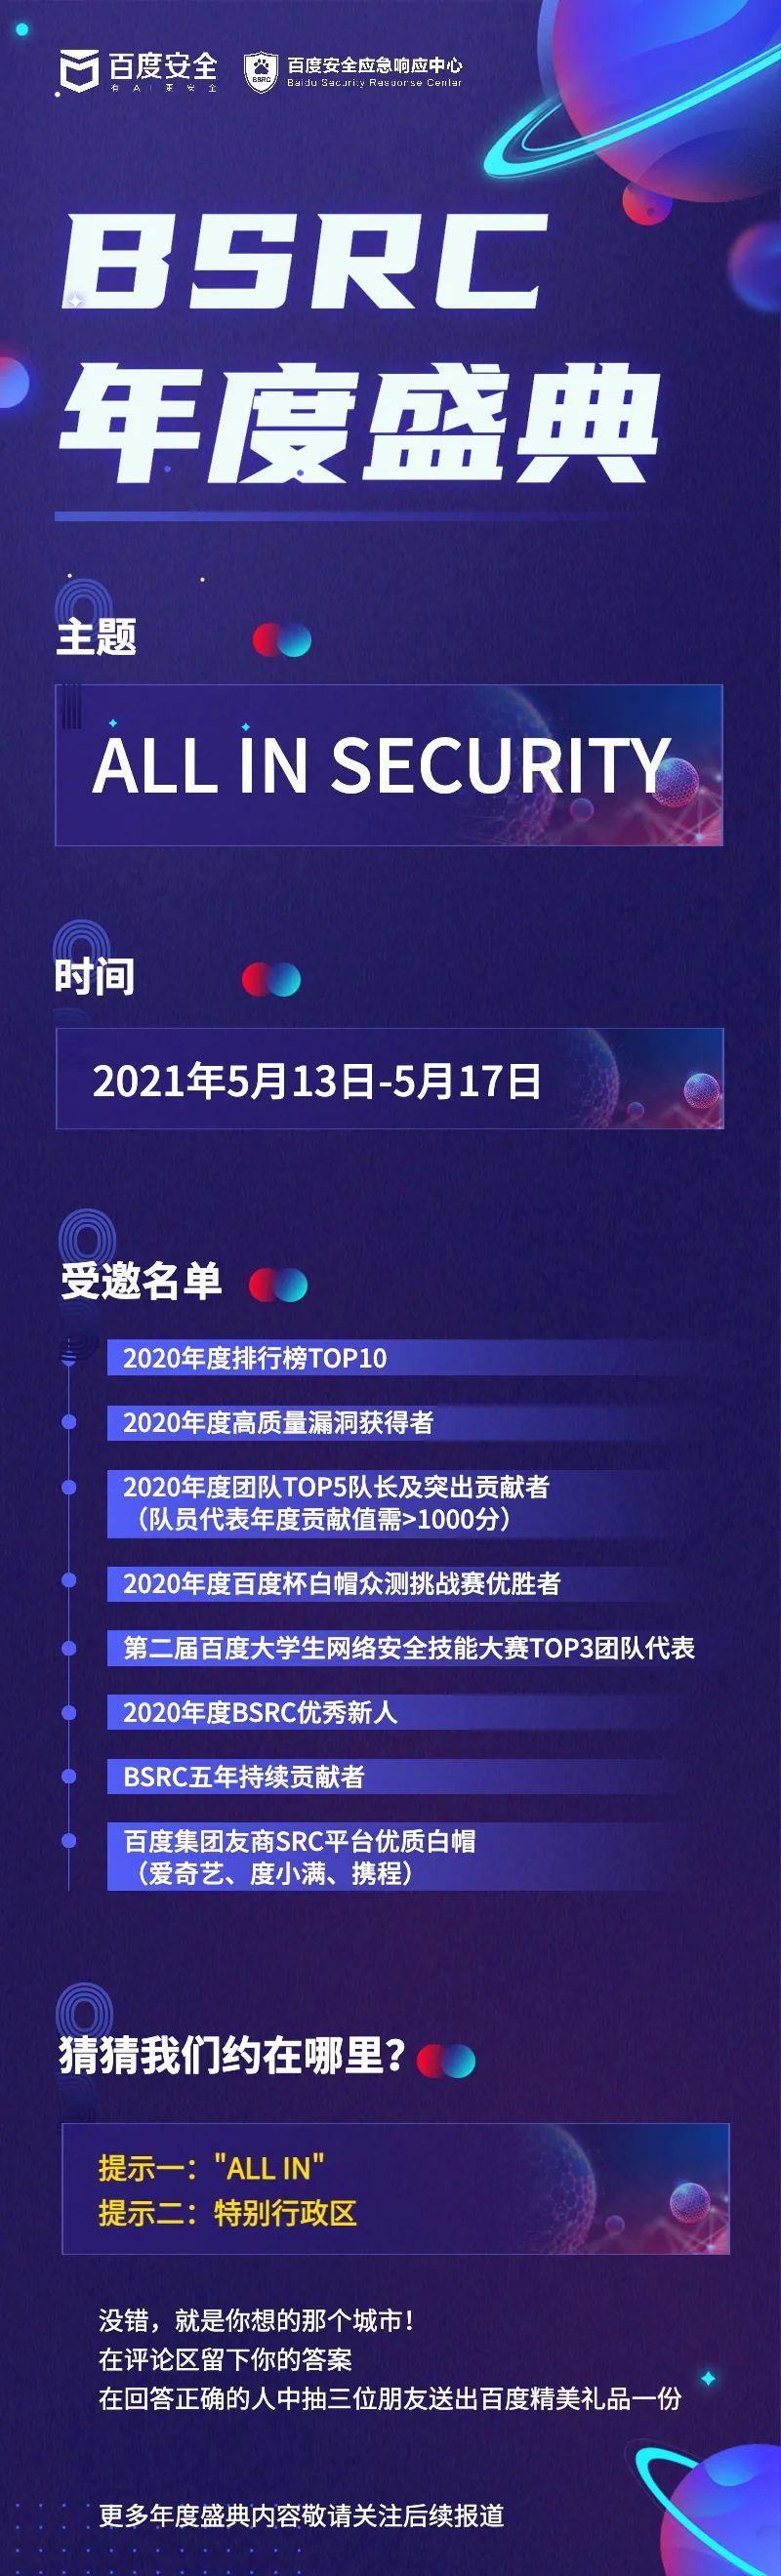 百度安全
有 AI 更 安 全
BSRC
百度安全应急响应中心
Baidu Security Response Center
BSRC
年度盛典
主题
ALL IN SECURITY
时间
2021年5月13日-5月17日
受邀名单
2020年度排行榜TOP10
2020年度高质量漏洞获得者
2020年度团队TOP5队长及突出贡献者
（队员代表年度贡献值需>1000分）
2020年度百度杯白帽众测挑战赛优胜者
第二届百度大学生网络安全技能大赛TOP3团队代表
2020年度BSRC优秀新人
BSRC五年持续贡献者
百度集团友商SRC平台优质白帽
（爱奇艺、度小满、携程）
猜猜我们约在哪里？
提示一："ALL IN"
提示二：特别行政区
没错，就是你想的那个城市！
在评论区留下你的答案
在回答正确的人中抽三位朋友送出百度精美礼品一份
更多年度盛典内容敬请关注后续报道